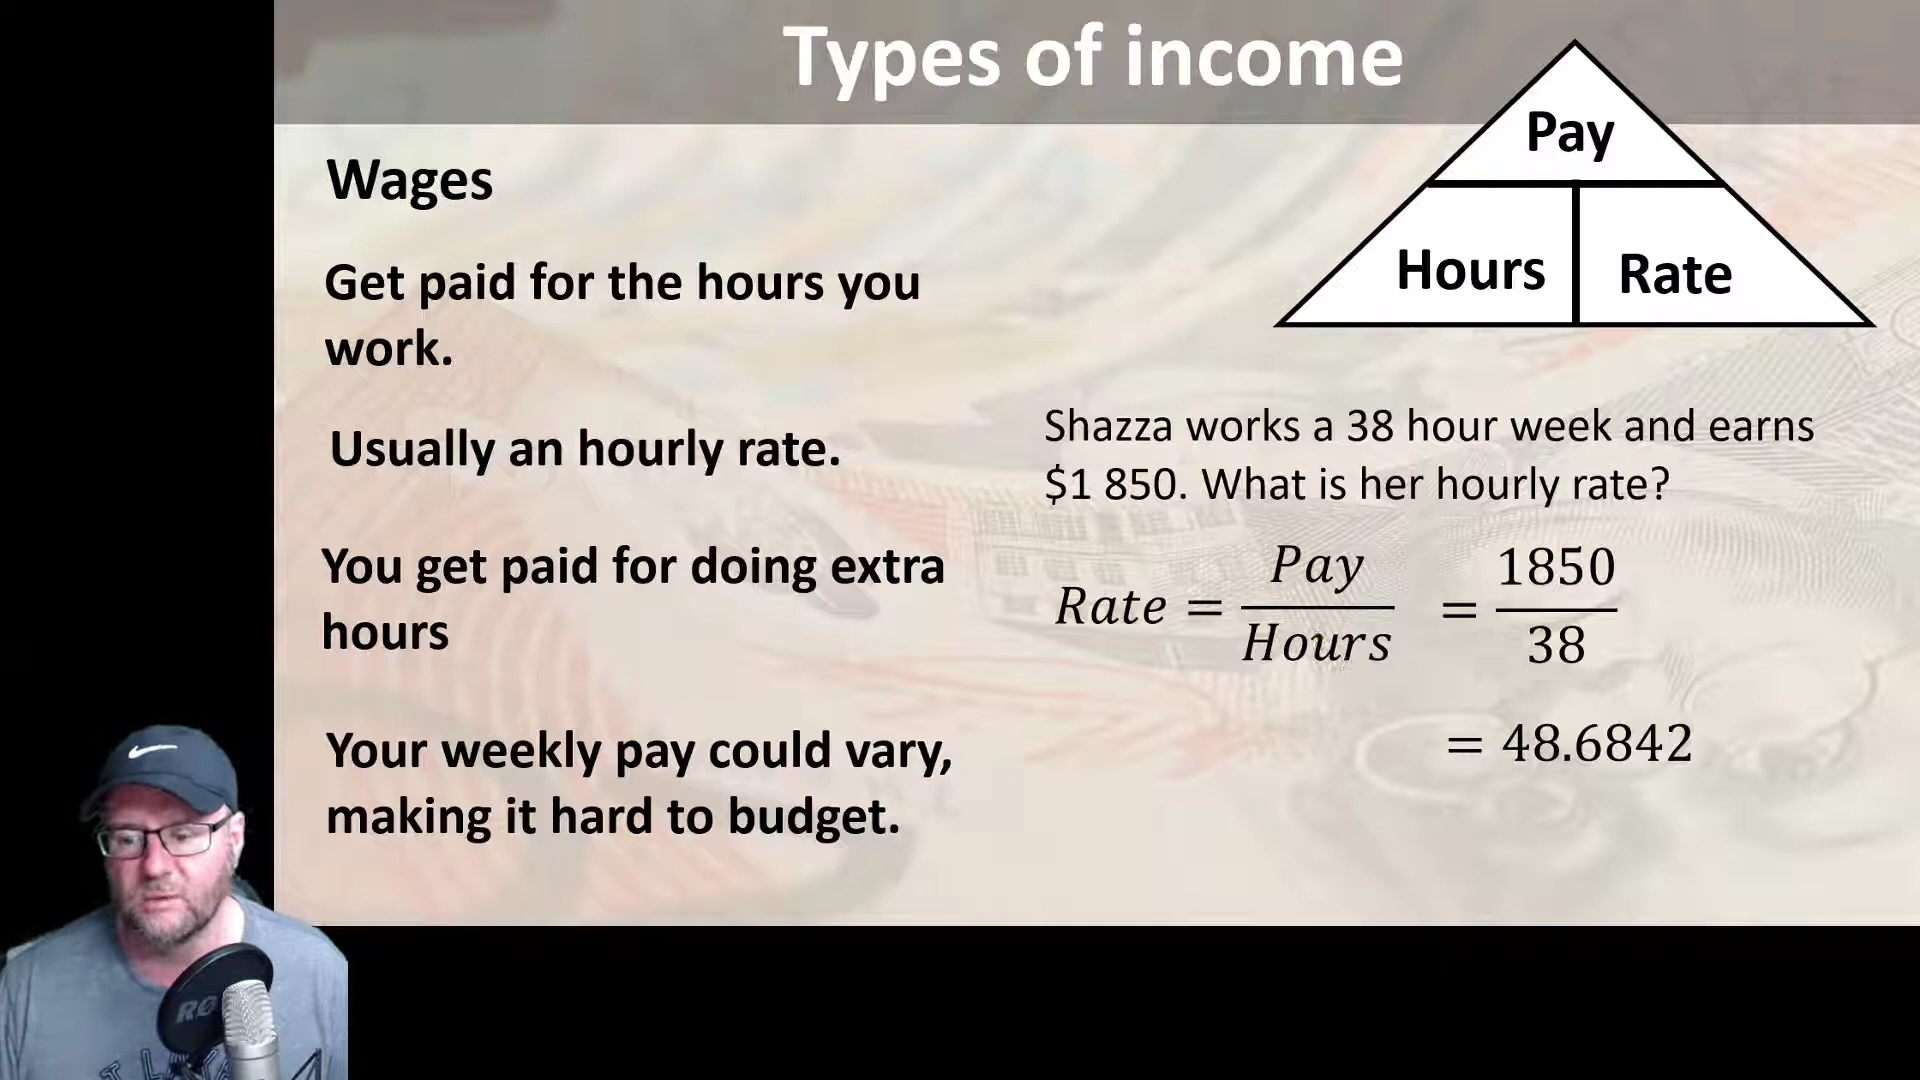 Types of income
Pay
Hours
Rate
Wages
Get paid for the hours you
work.
Usually an hourly rate.
You get paid for doing extra
hours
Your weekly pay could vary,
making it hard to budget.
Shazza works a 38 hour week and earns
$1 850. What is her hourly rate?
Rate = Pay / Hours = 1850 / 38
= 48.6842